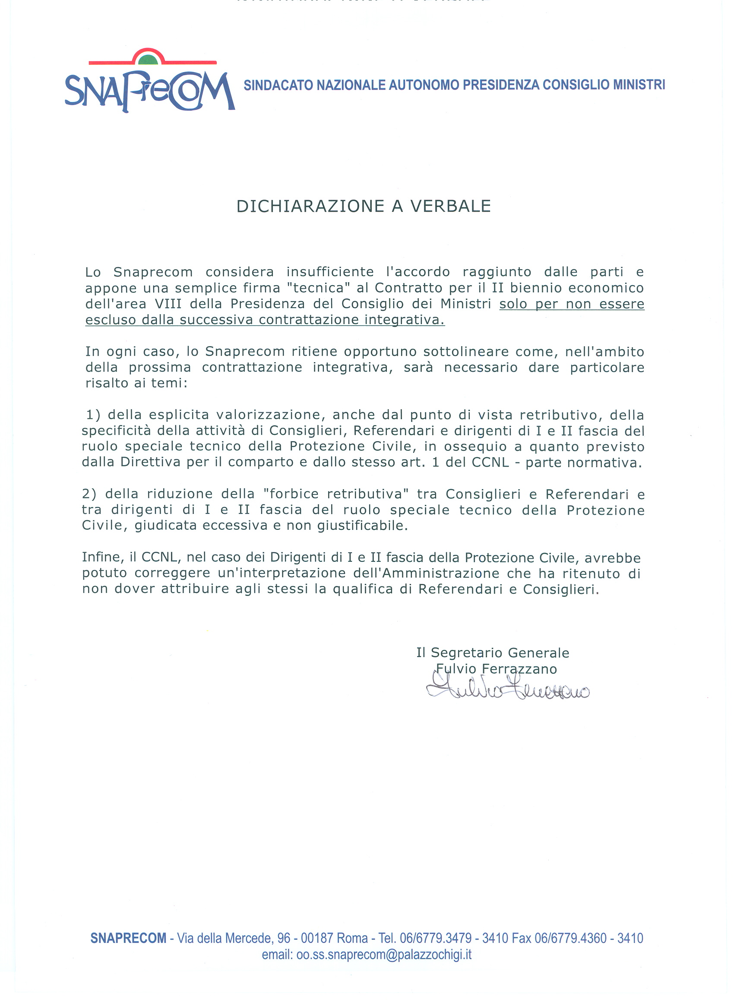 SNAPreCOM SINDACATO NAZIONALE AUTONOMO PRESIDENZA CONSIGLIO MINISTRI
DICHIARAZIONE A VERBALE
Lo Snaprecom considera insufficiente l'accordo raggiunto dalle parti e
appone una semplice firma "tecnica" al Contratto per il II biennio economico
dell'area VIII della Presidenza del Consiglio dei Ministri solo per non essere
escluso dalla successiva contrattazione integrativa.
In ogni caso, lo Snaprecom ritiene opportuno sottolineare come, nell'ambito
della prossima contrattazione integrativa, sarà necessario dare particolare
risalto ai temi:
1) della esplicita valorizzazione, anche dal punto di vista retributivo, della
specificità della attività di Consiglieri, Referendari e dirigenti di I e II fascia del
ruolo speciale tecnico della Protezione Civile, in ossequio a quanto previsto
dalla Direttiva per il comparto e dallo stesso art. 1 del CCNL - parte normativa.
2) della riduzione della "forbice retributiva" tra Consiglieri e Referendari e
tra dirigenti di I e II fascia del ruolo speciale tecnico della Protezione
Civile, giudicata eccessiva e non giustificabile.
Infine, il CCNL, nel caso dei Dirigenti di I e II fascia della Protezione Civile, avrebbe
potuto correggere un'interpretazione dell'Amministrazione che ha ritenuto di
non dover attribuire agli stessi la qualifica di Referendari e Consiglieri.
Il Segretario Generale
Fulvio Ferrazzano
Fulvio Ferrazzano
SNAPRECOM - Via della Mercede, 96 - 00187 Roma - Tel. 06/6779.3479 - 3410 Fax 06/6779.4360 - 3410
email: oo.ss.snaprecom@palazzochigi.it